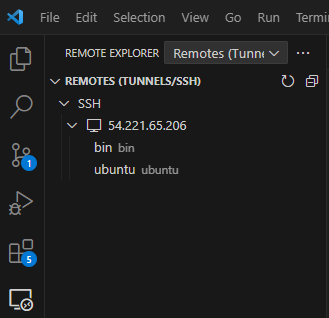 File Edit Selection View Go Run Termin
REMOTE EXPLORER Remotes (Tunne
REMOTES (TUNNELS/SSH)
SSH
54.221.65.206
bin bin
1
ubuntu ubuntu
5